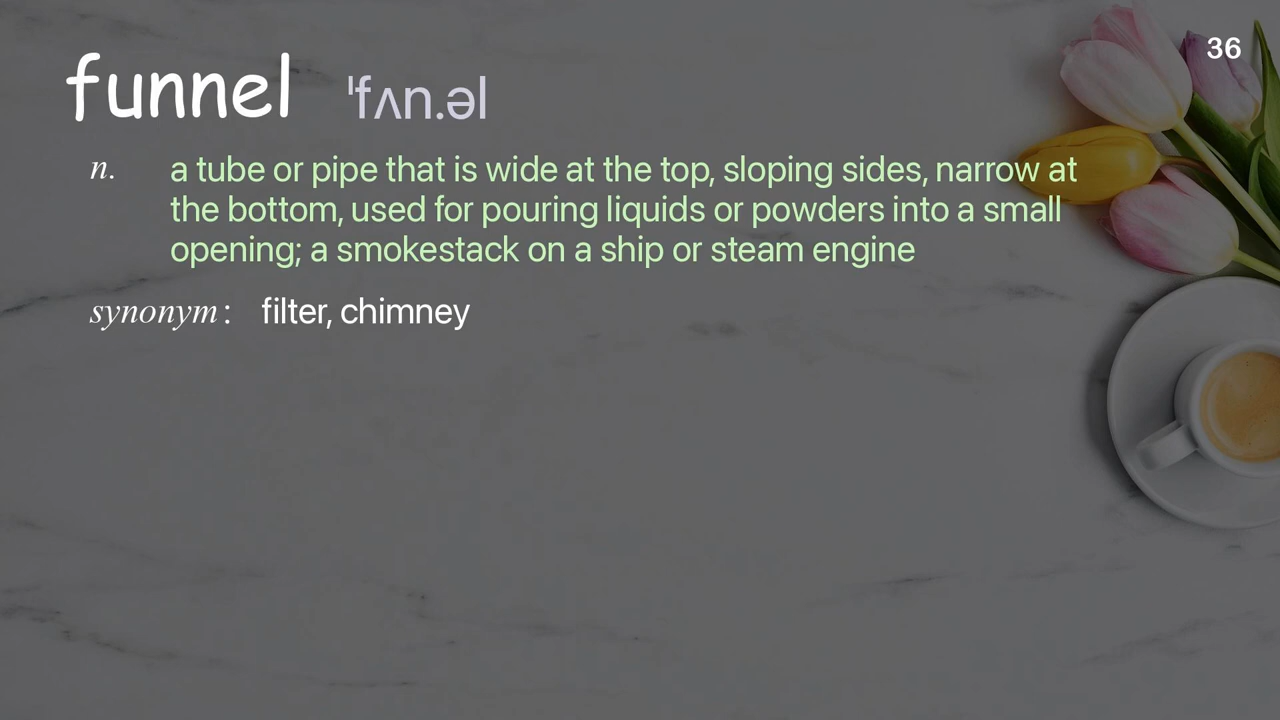 36
funnel ˈfʌn.əl
n. a tube or pipe that is wide at the top, sloping sides, narrow at
the bottom, used for pouring liquids or powders into a small
opening; a smokestack on a ship or steam engine
synonym: filter, chimney